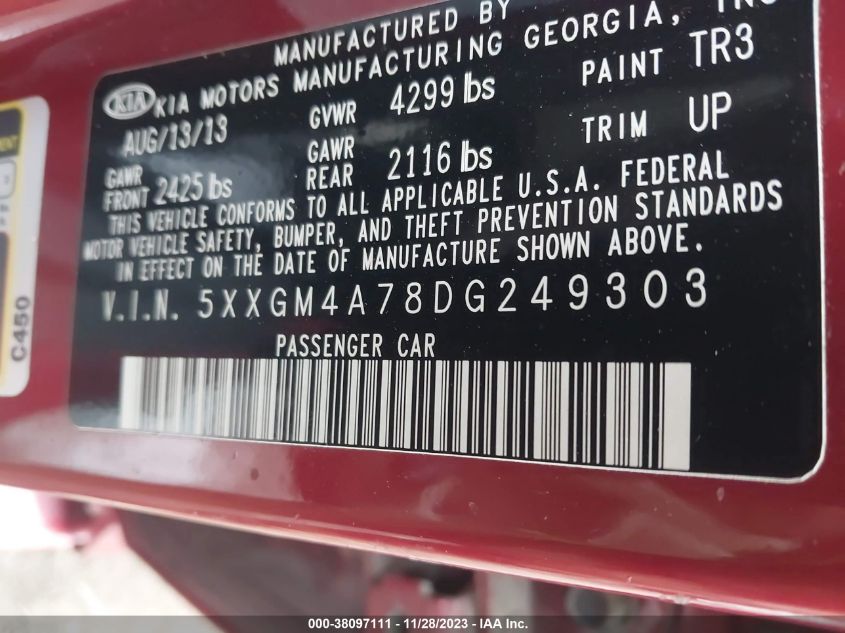 MANUFACTURED BY
KIA KIA MOTORS MANUFACTURING GEORGIA, INC
AUG/13/13 GVWR 4299 lbs PAINT TR3
GAWR FRONT 2425 lbs GAWR REAR 2116 lbs TRIM UP
THIS VEHICLE CONFORMS TO ALL APPLICABLE U.S.A. FEDERAL
MOTOR VEHICLE SAFETY, BUMPER, AND THEFT PREVENTION STANDARDS
IN EFFECT ON THE DATE OF MANUFACTURE SHOWN ABOVE.
V.I.N. 5XXGM4A78DG249303
PASSENGER CAR
C450
000-38097111 - 11/28/2023 - IAA Inc.